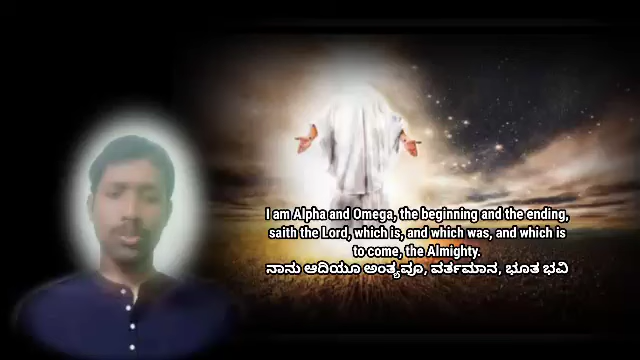 I am Alpha and Omega, the beginning and the ending,
saith the Lord, which is, and which was, and which is
to come, the Almighty.
ನಾನು ಆದಿಯೂ ಅಂತ್ಯವೂ, ವರ್ತಮಾನ, ಭೂತ ಭವಿ